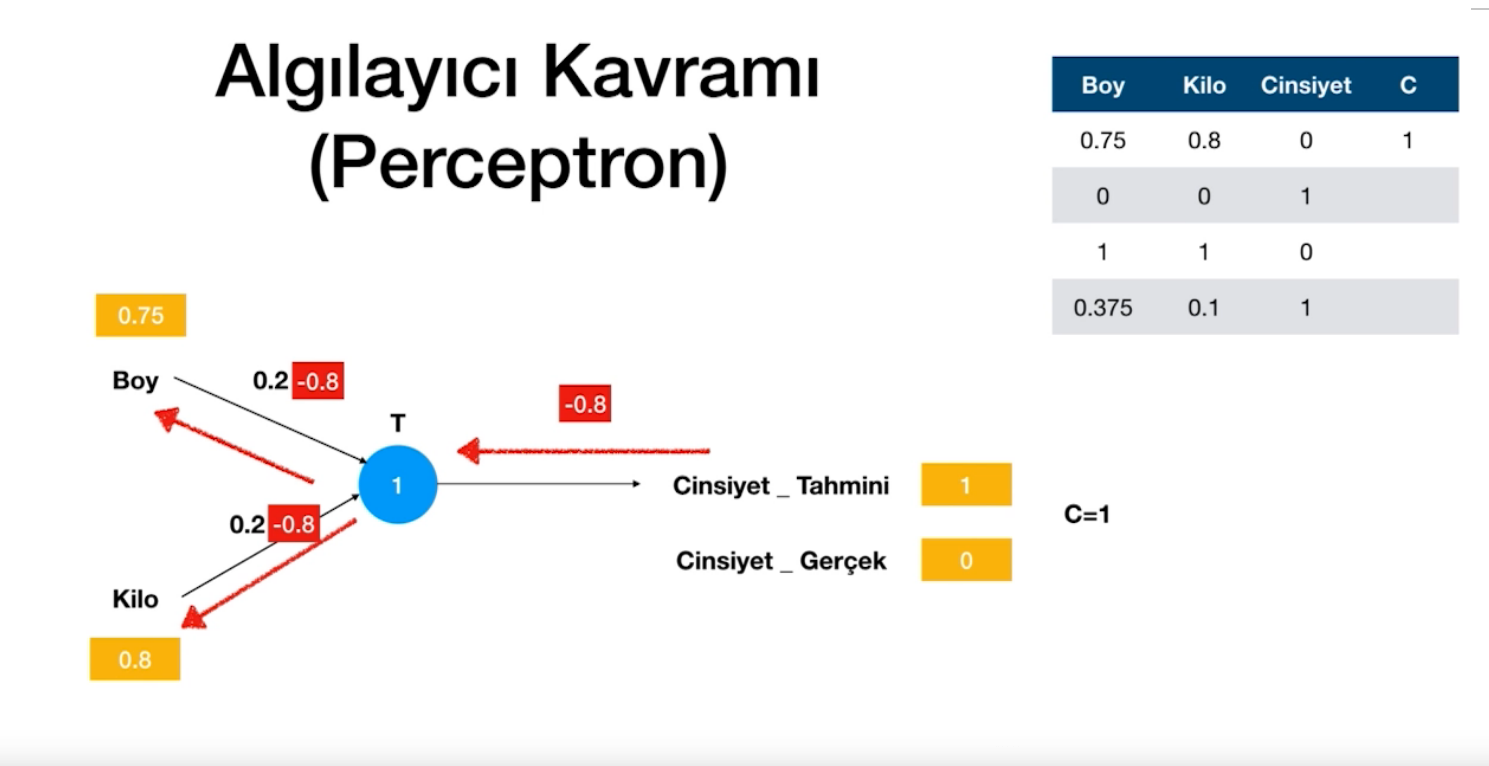 Algılayıcı Kavramı
(Perceptron)
Boy Kilo Cinsiyet C
0.75 0.8 0 1
0 0 1
1 1 0
0.375 0.1 1
0.75
Boy
0.2 -0.8
T
-0.8
1
Cinsiyet _ Tahmini 1
C=1
0.2 -0.8
Cinsiyet _ Gerçek 0
Kilo
0.8